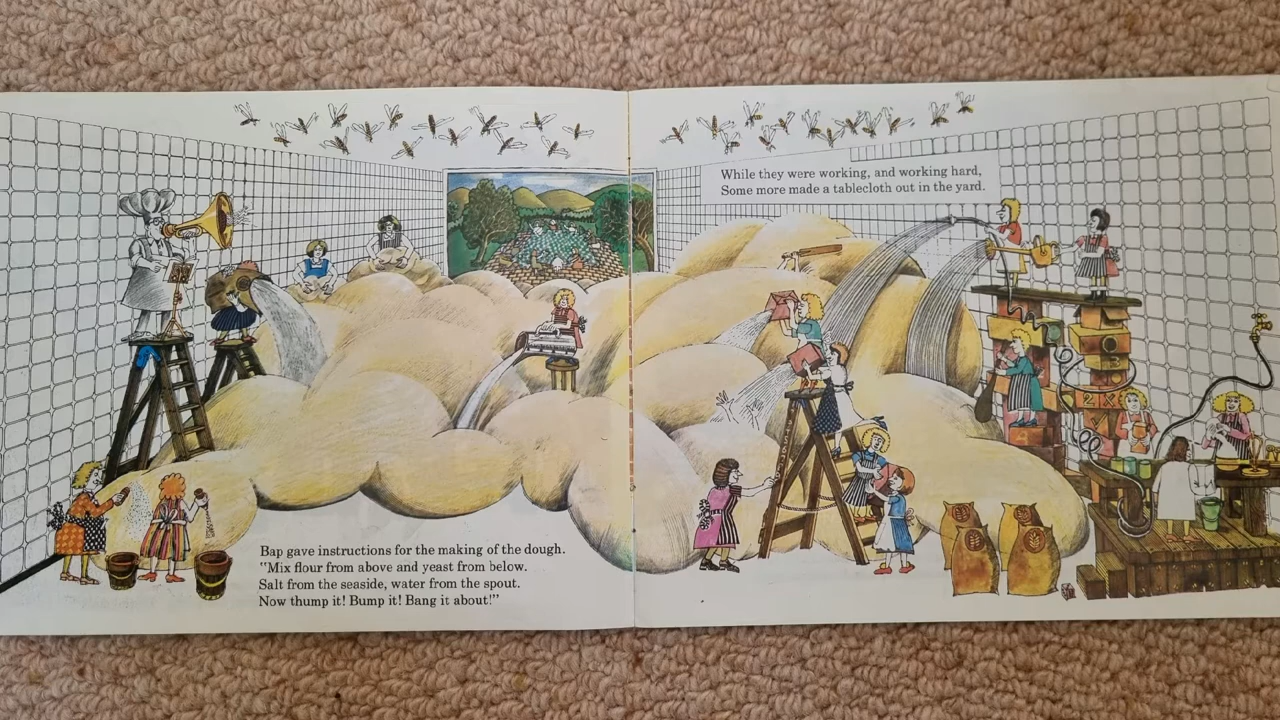 Bap gave instructions for the making of the dough.
"Mix flour from above and yeast from below.
Salt from the seaside, water from the spout.
Now thump it! Bump it! Bang it about!"
While they were working, and working hard,
Some more made a tablecloth out in the yard.